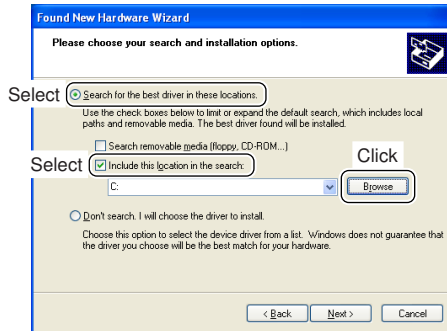 Found New Hardware Wizard
Please choose your search and installation options.
Select
Search for the best driver in these locations.
Use the check boxes below to limit or expand the default search, which includes local
paths and removable media. The best driver found will be installed.
Search removable media (floppy, CD-ROM...)
Select
Include this location in the search:
Click
C:
Browse
Don't search. I will choose the driver to install.
Choose this option to select the device driver from a list. Windows does not guarantee that
the driver you choose will be the best match for your hardware.
< Back
Next >
Cancel